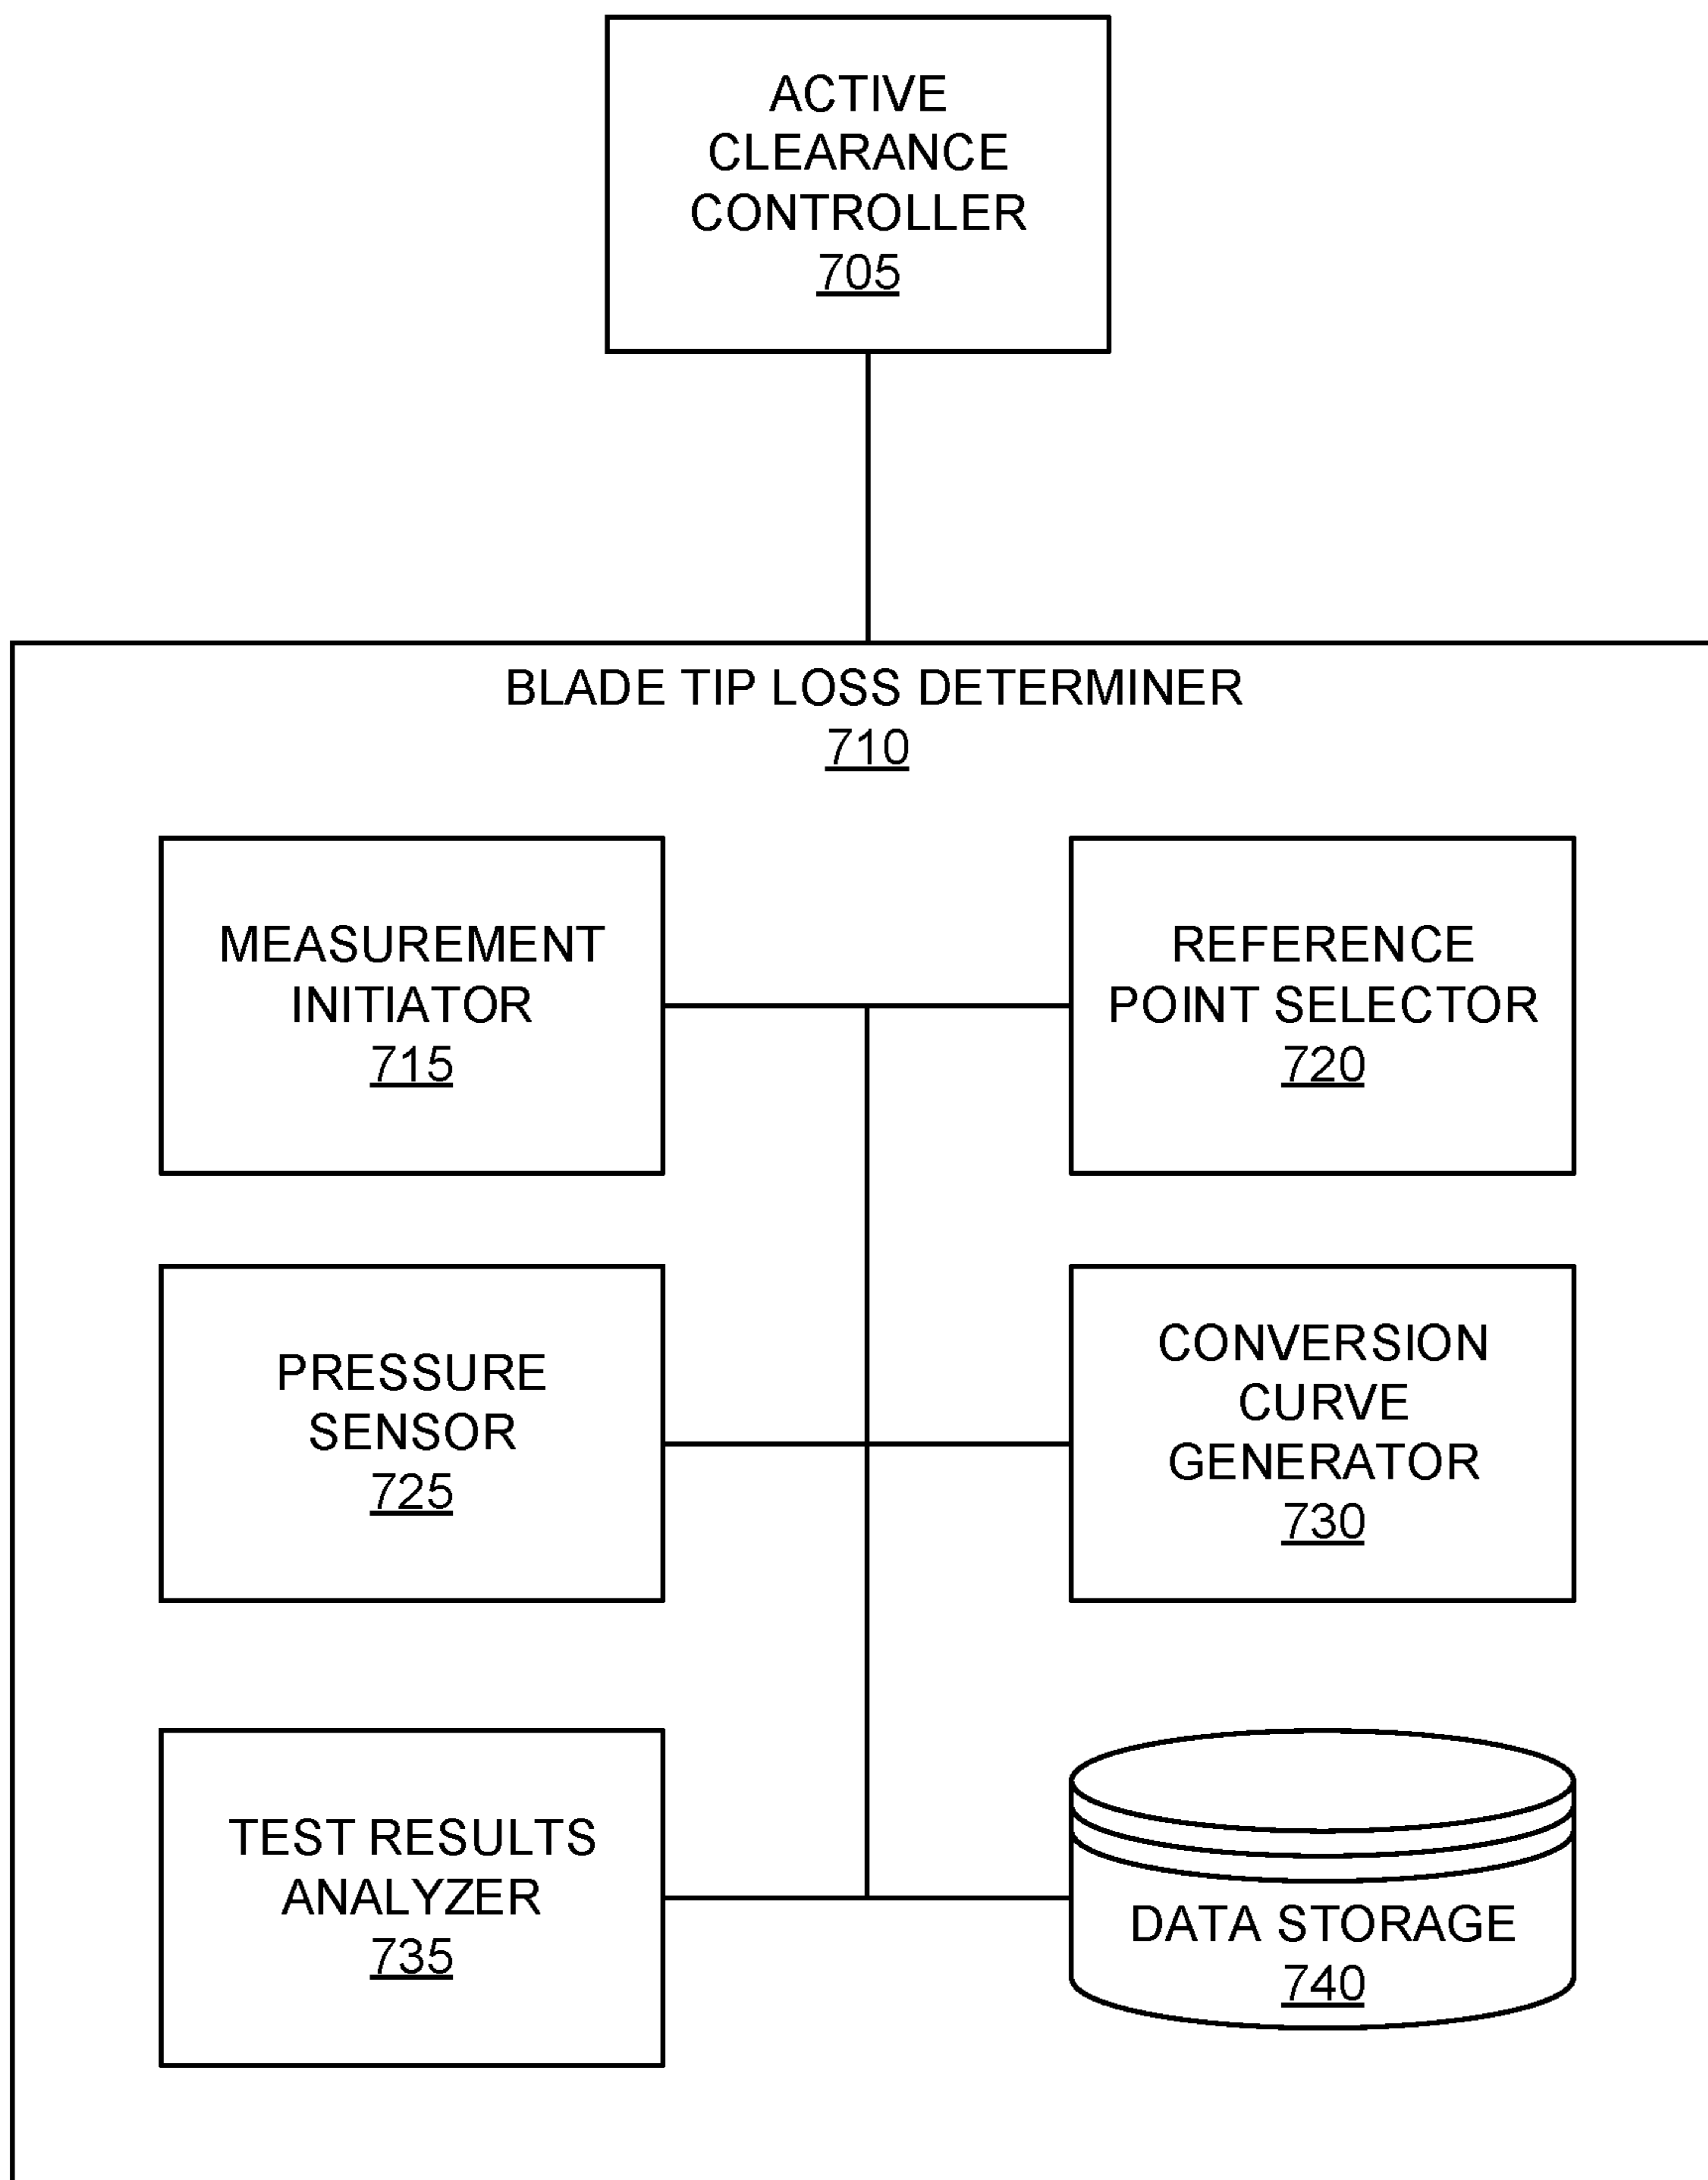 ACTIVE
CLEARANCE
CONTROLLER
705
BLADE TIP LOSS DETERMINER
710
MEASUREMENT
INITIATOR
715
REFERENCE
POINT SELECTOR
720
PRESSURE
SENSOR
725
CONVERSION
CURVE
GENERATOR
730
TEST RESULTS
ANALYZER
735
DATA STORAGE
740